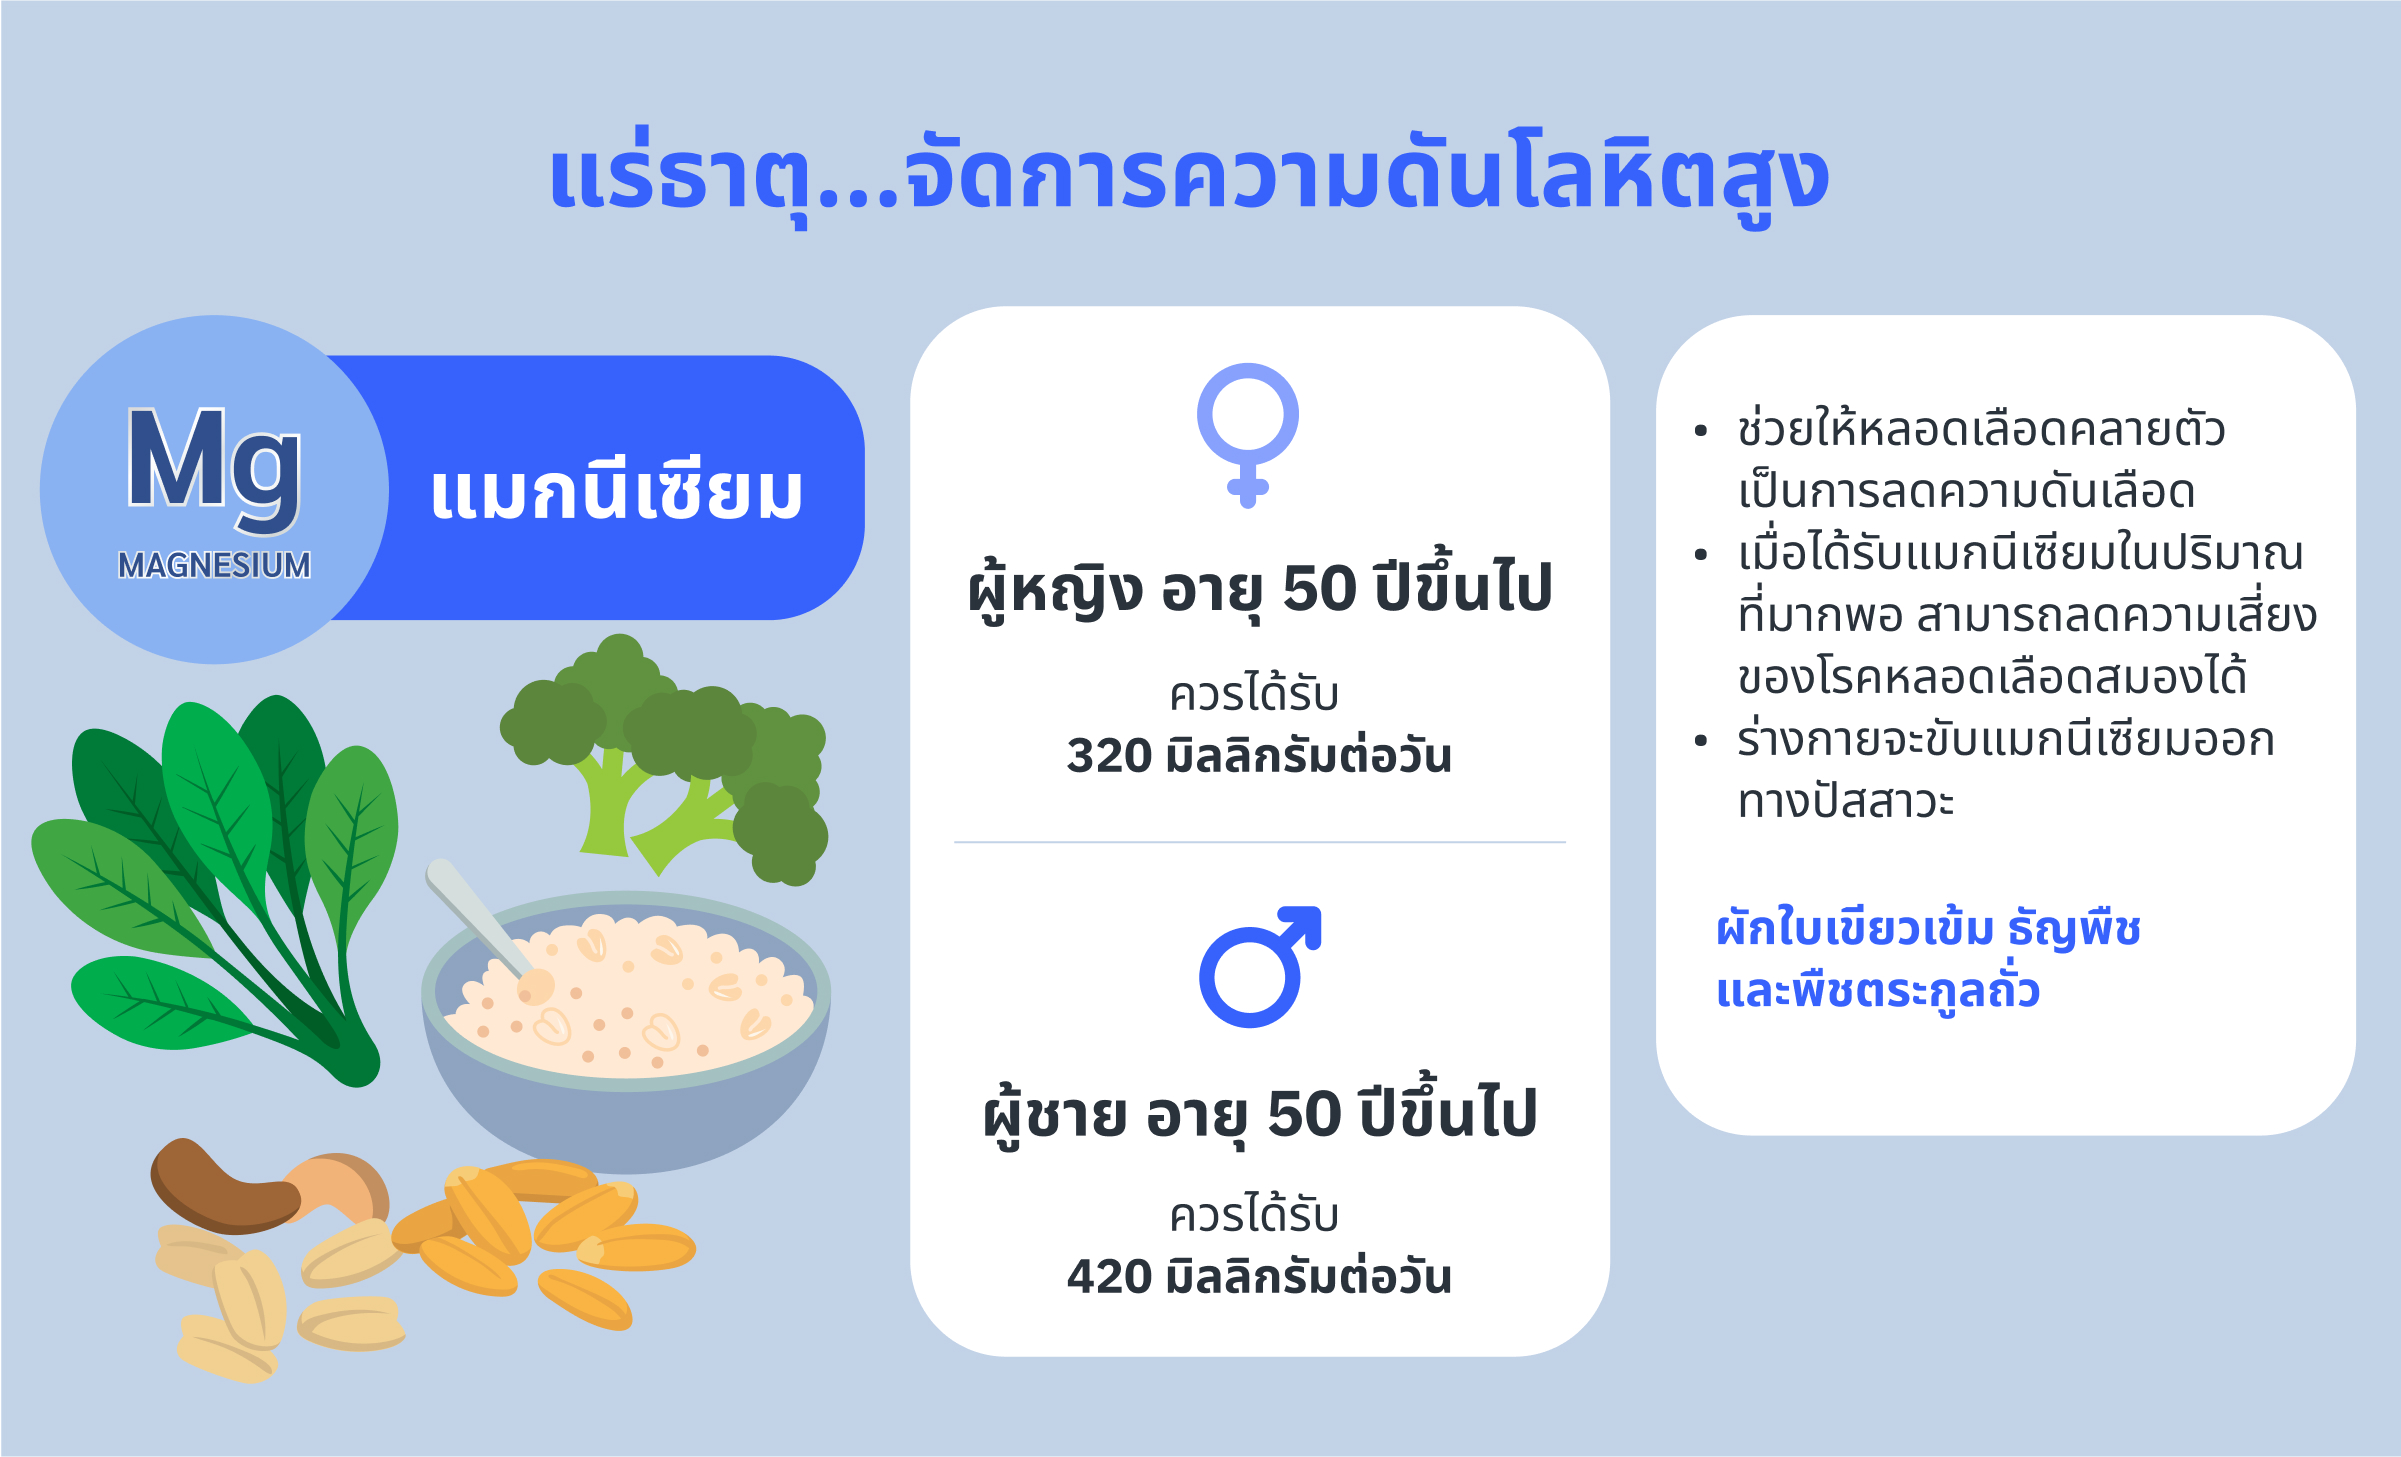 แร่ธาตุ...จัดการความดันโลหิตสูง
Mg
MAGNESIUM
แมกนีเซียม
ผู้หญิง อายุ 50 ปีขึ้นไป
ควรได้รับ
320 มิลลิกรัมต่อวัน
ผู้ชาย อายุ 50 ปีขึ้นไป
ควรได้รับ
420 มิลลิกรัมต่อวัน
• ช่วยให้หลอดเลือดคลายตัว
เป็นการลดความดันเลือด
• เมื่อได้รับแมกนีเซียมในปริมาณ
ที่มากพอ สามารถลดความเสี่ยง
ของโรคหลอดเลือดสมองได้
• ร่างกายจะขับแมกนีเซียมออก
ทางปัสสาวะ
ผักใบเขียวเข้ม ธัญพืช
และพืชตระกูลถั่ว